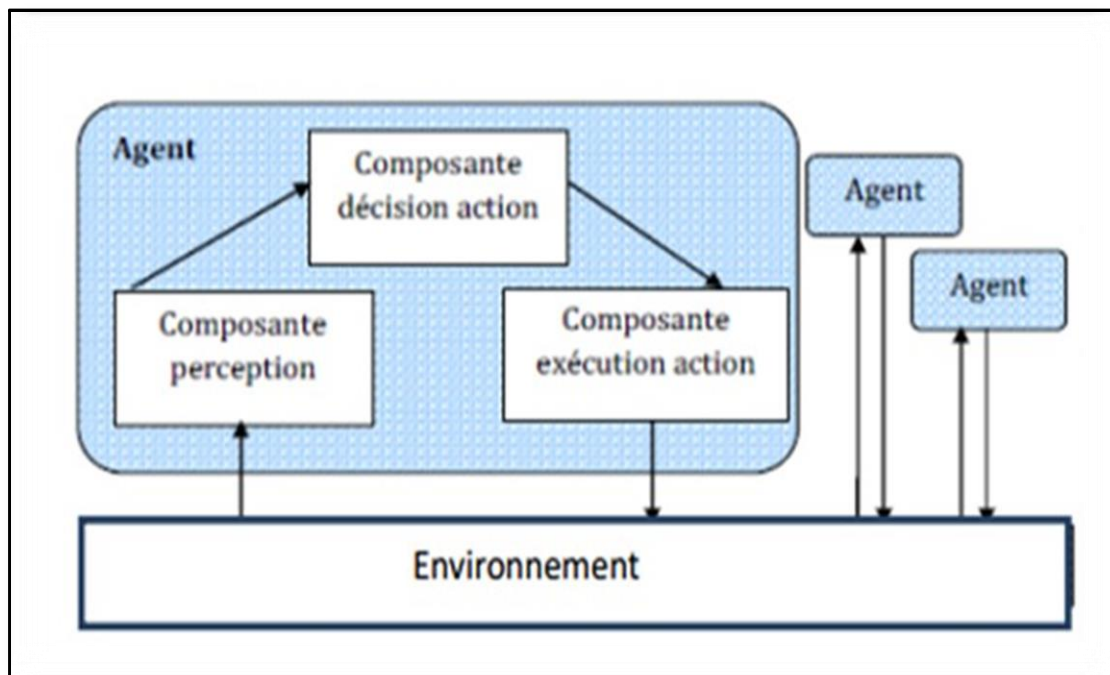 Agent
Composante
décision action
Composante
perception
Composante
exécution action
Agent
Agent
Environnement